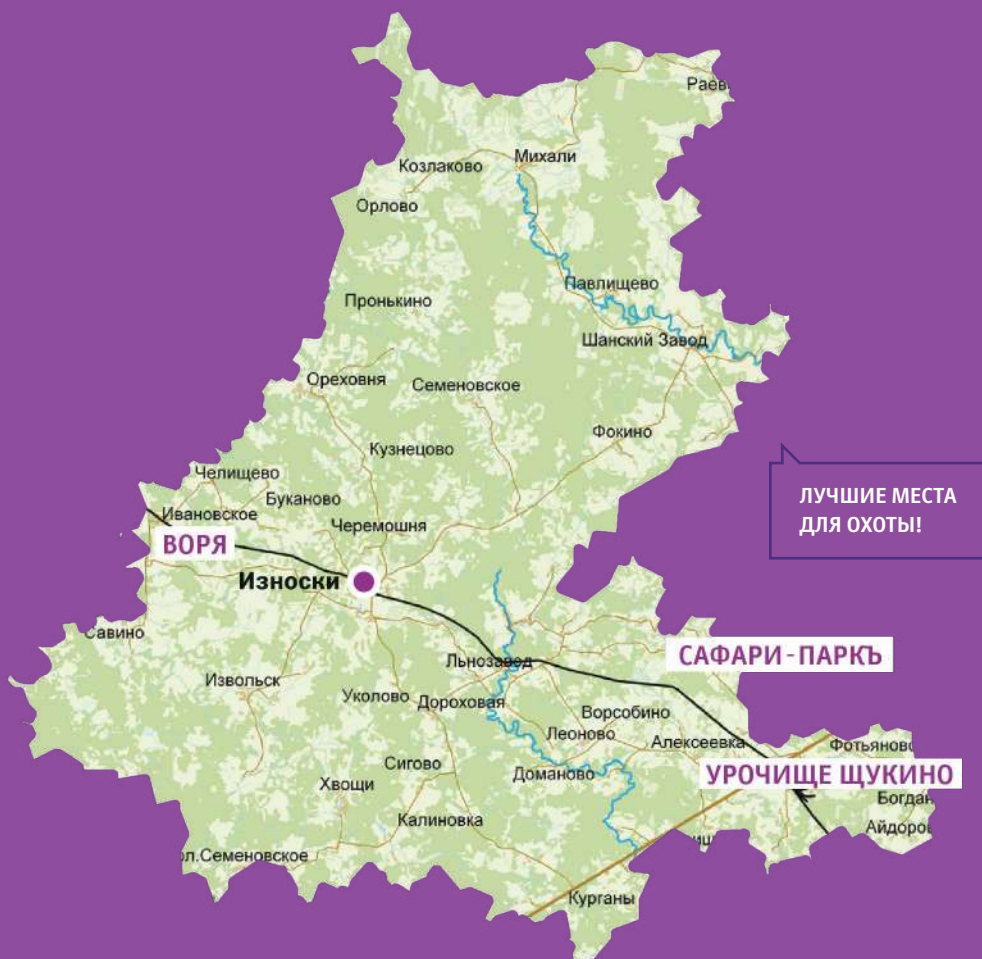 Раев
Михали
Козлаково
Орлово
Павлищево
Пронькино
Шанский Завод
Ореховня
Семеновское
Фокино
Кузнецово
Челищево
Буканово
ЛУЧШИЕ МЕСТА
ДЛЯ ОХОТЫ!
Ивановское
Черемошня
ВОРЯ
Износки
Савино
САФАРИ-ПАРКЪ
Льнозавод
Извольск
Уколово
Дороховая
Ворсобино
Леоново
Алексеевка
Фотьяново
Сигово
Доманово
УРОЧИЩЕ ЩУКИНО
Хвощи
Богдан
Калиновка
Айдоро
ол.Семеновское
Курганы